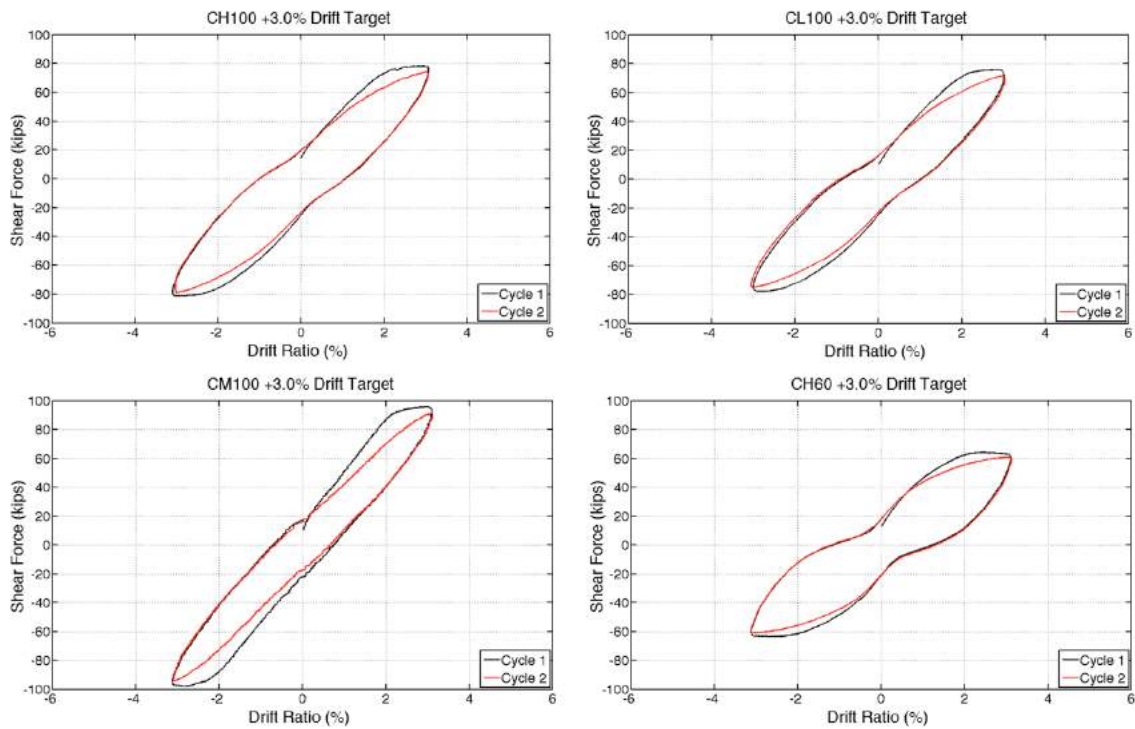 CH100 +3.0% Drift Target
100
80
60
40
20
0
-20
-40
-60
-80
-100
Shear Force (kips)
-6 -4 -2 0 2 4 6
Drift Ratio (%)
Cycle 1
Cycle 2
CL100 +3.0% Drift Target
100
80
60
40
20
0
-20
-40
-60
-80
-100
Shear Force (kips)
-6 -4 -2 0 2 4 6
Drift Ratio (%)
Cycle 1
Cycle 2
CM100 +3.0% Drift Target
100
80
60
40
20
0
-20
-40
-60
-80
-100
Shear Force (kips)
-6 -4 -2 0 2 4 6
Drift Ratio (%)
Cycle 1
Cycle 2
CH60 +3.0% Drift Target
100
80
60
40
20
0
-20
-40
-60
-80
-100
Shear Force (kips)
-6 -4 -2 0 2 4 6
Drift Ratio (%)
Cycle 1
Cycle 2